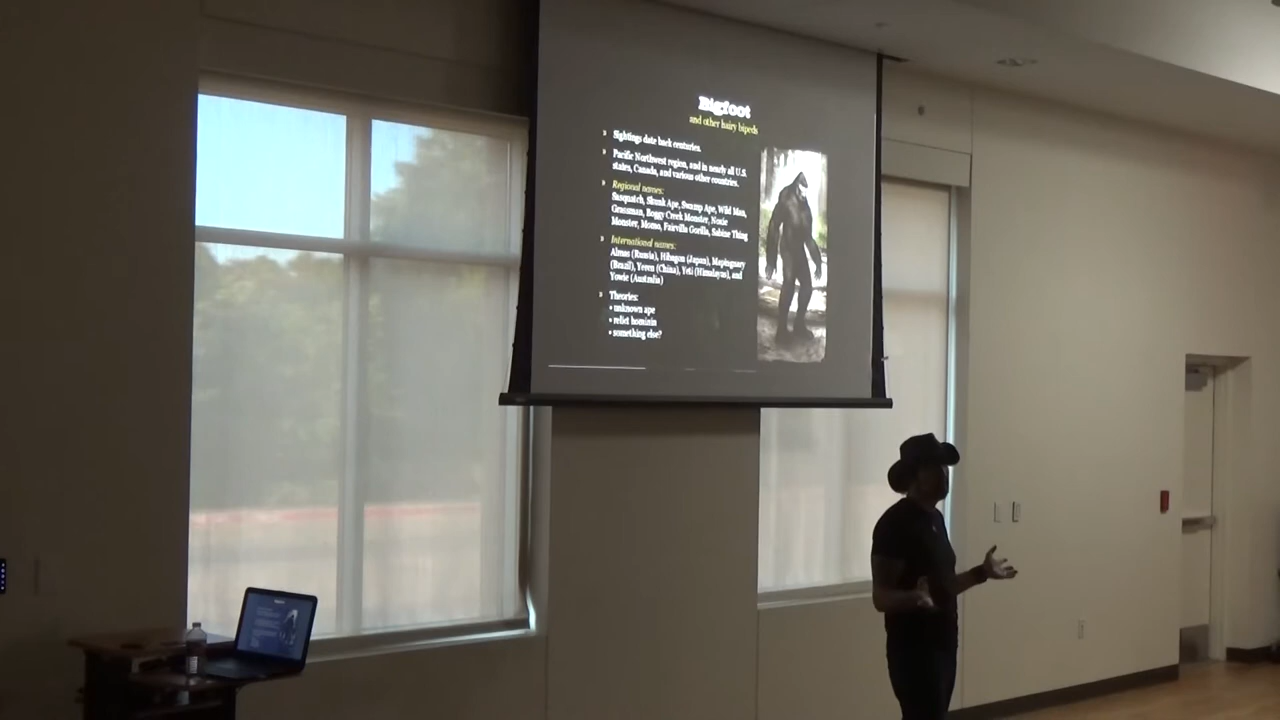 Bigfoot
and other hairy bipeds
» Sightings date back centuries.
» Pacific Northwest region, and in nearly all U.S.
states, Canada, and various other countries.
» Regional names:
Sasquatch, Skunk Ape, Swamp Ape, Wild Man,
Grassman, Boggy Creek Monster, Noxie
Monster, Momo, Fairvilla Gorilla, Sabine Thing
» International names:
Almas (Russia), Hibagon (Japan), Mapinguary
(Brazil), Yeren (China), Yeti (Himalayas), and
Yowie (Australia)
» Theories:
• unknown ape
• relict hominin
• something else?